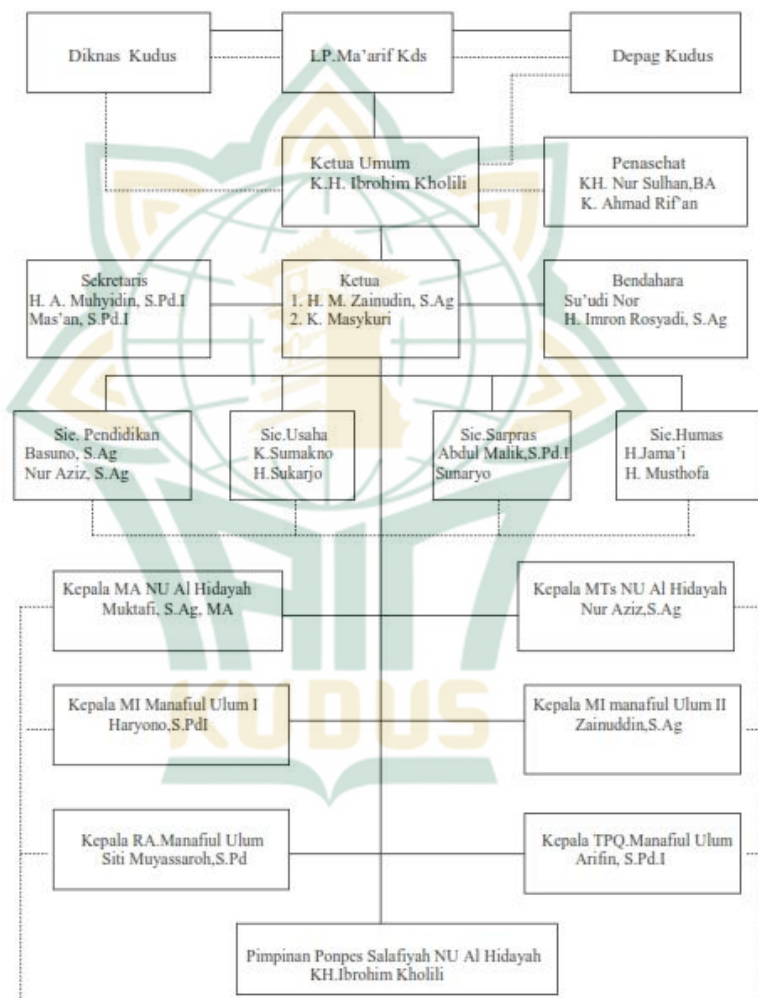 Diknas Kudus
LP.Ma'arif Kds
Depag Kudus
Ketua Umum
K.H. Ibrohim Kholili
Penasehat
KH. Nur Sulhan,BA
K. Ahmad Rif'an
Sekretaris
H. A. Muhyidin, S.Pd.I
Mas'an, S.Pd.I
Ketua
1. H. M. Zainudin, S.Ag
2. K. Masykuri
Bendahara
Su'udi Nor
H. Imron Rosyadi, S.Ag
Sie. Pendidikan
Basuno, S.Ag
Nur Aziz, S.Ag
Sie.Usaha
K.Sumakno
H.Sukarjo
Sie.Sarpras
Abdul Malik,S.Pd.I
Sunaryo
Sie.Humas
H.Jama'i
H. Musthofa
Kepala MA NU Al Hidayah
Muktafi, S.Ag, MA
Kepala MTs NU Al Hidayah
Nur Aziz,S.Ag
Kepala MI Manafiul Ulum I
Haryono,S.PdI
Kepala MI manafiul Ulum II
Zainuddin,S.Ag
KUDUS
Kepala RA.Manafiul Ulum
Siti Muyassaroh,S.Pd
Kepala TPQ.Manafiul Ulum
Arifin, S.Pd.I
Pimpinan Ponpes Salafiyah NU Al Hidayah
KH.Ibrohim Kholili